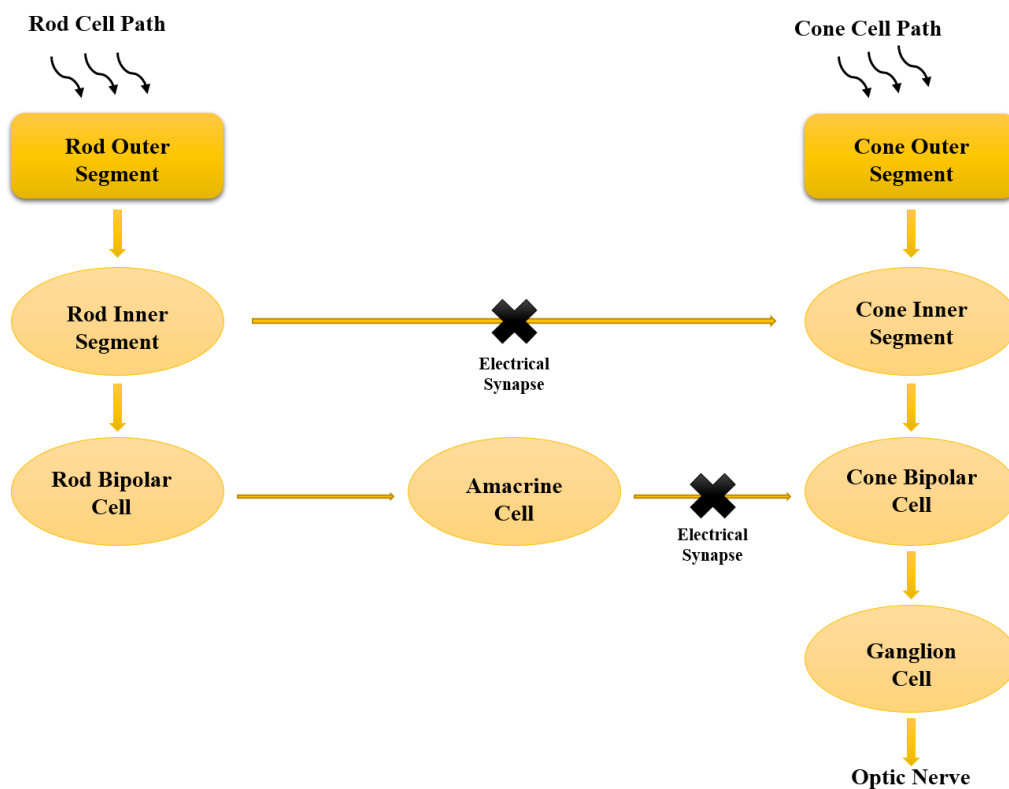 Rod Cell Path
Cone Cell Path
Rod Outer
Segment
Cone Outer
Segment
Rod Inner
Segment
Electrical
Synapse
Cone Inner
Segment
Rod Bipolar
Cell
Amacrine
Cell
Electrical
Synapse
Cone Bipolar
Cell
Ganglion
Cell
Optic Nerve